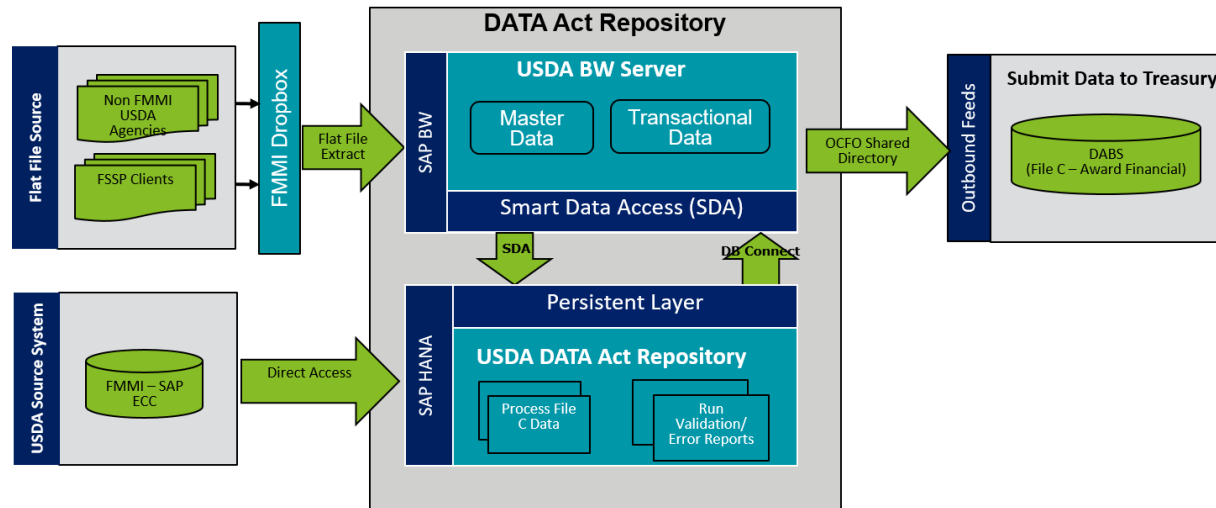 DATA Act Repository
Flat File Source
Non FMMI
USDA
Agencies
FSSP Clients
FMMI Dropbox
Flat File
Extract
SAP BW
USDA BW Server
Master
Data
Transactional
Data
Smart Data Access (SDA)
OCFO Shared
Directory
Outbound Feeds
Submit Data to Treasury
DABS
(File C – Award Financial)
SDA
DB Connect
USDA Source System
FMMI – SAP
ECC
Direct Access
SAP HANA
Persistent Layer
USDA DATA Act Repository
Process File
C Data
Run
Validation/
Error Reports